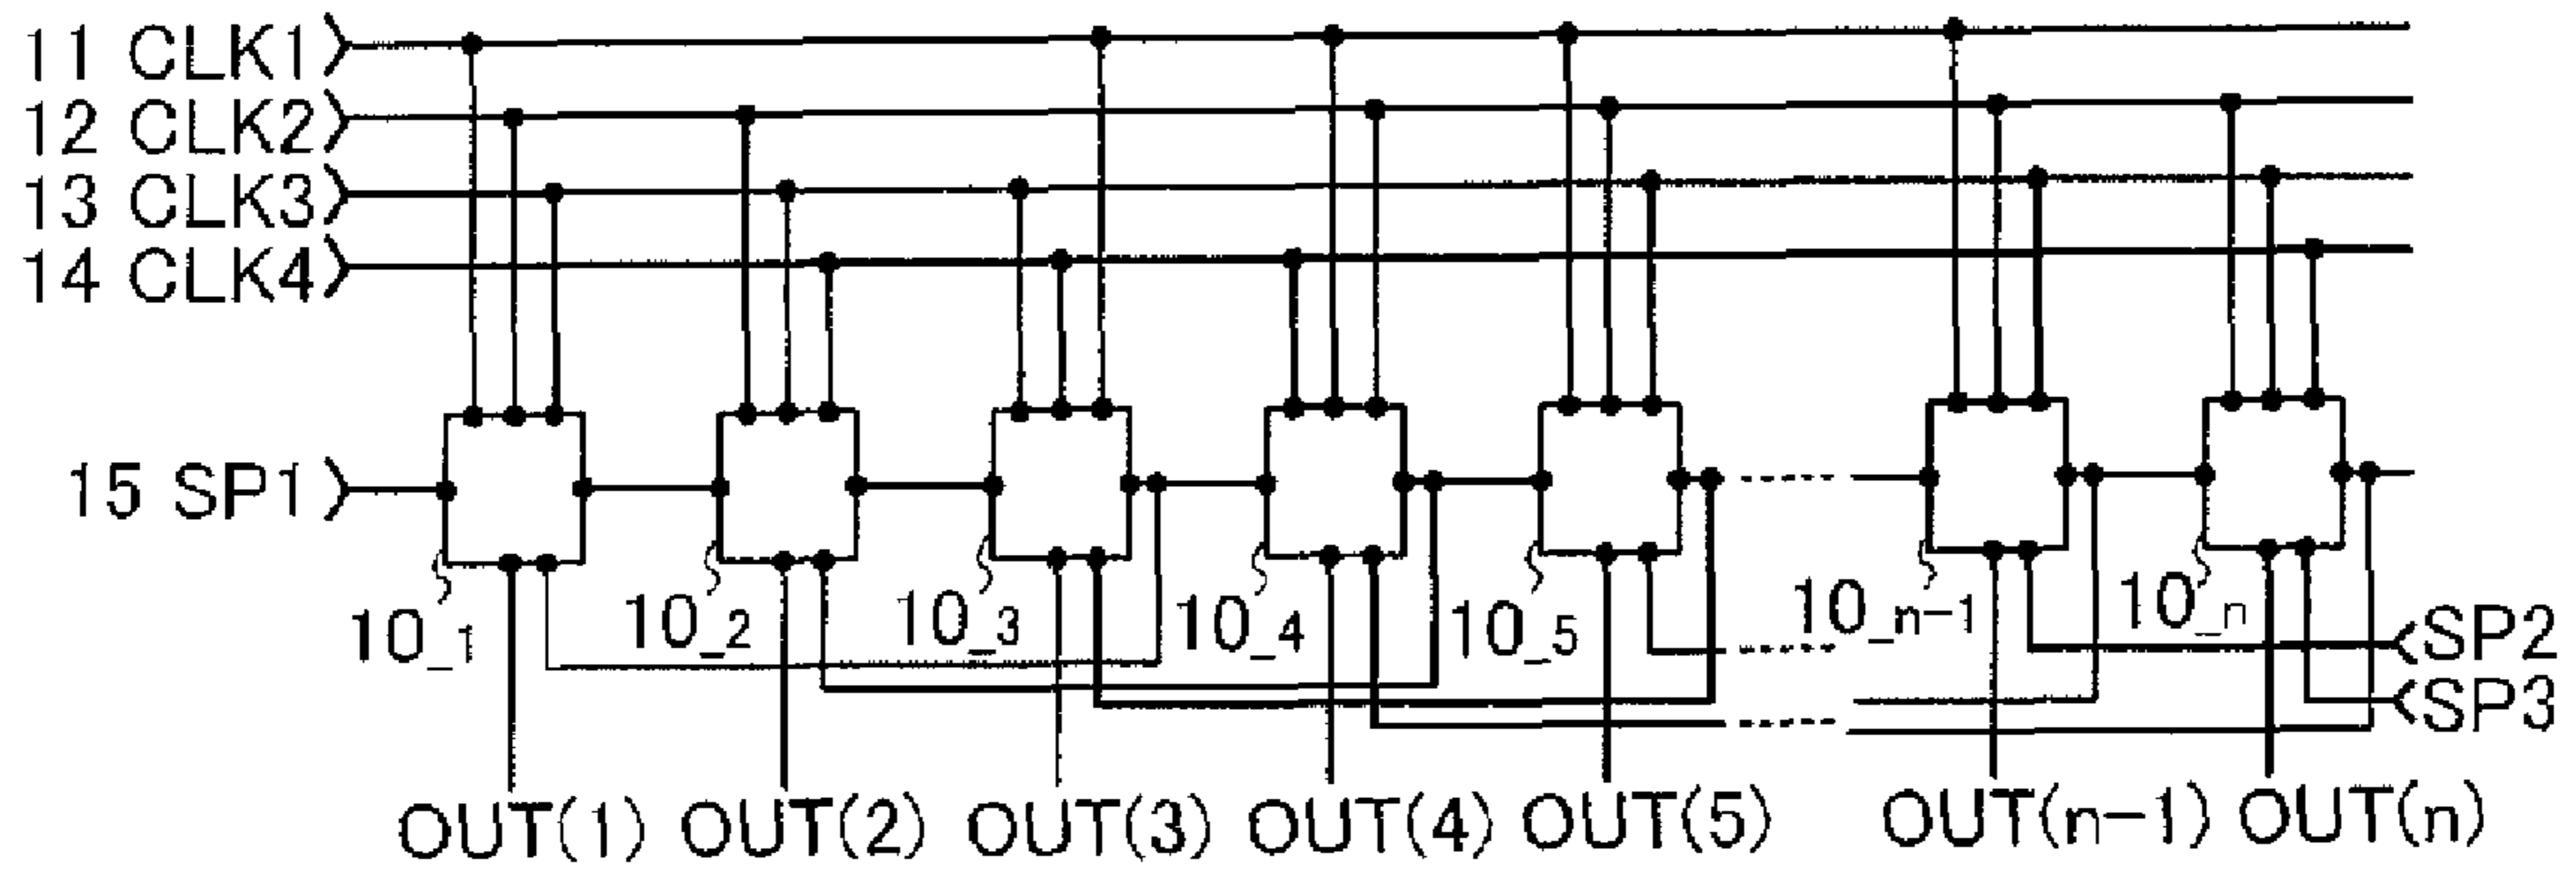 11 CLK1
12 CLK2
13 CLK3
14 CLK4
15 SP1
10_1
10_2
10_3
10_4
10_5
10_n-1
10_n
SP2
SP3
OUT(1) OUT(2) OUT(3) OUT(4) OUT(5) OUT(n-1) OUT(n)